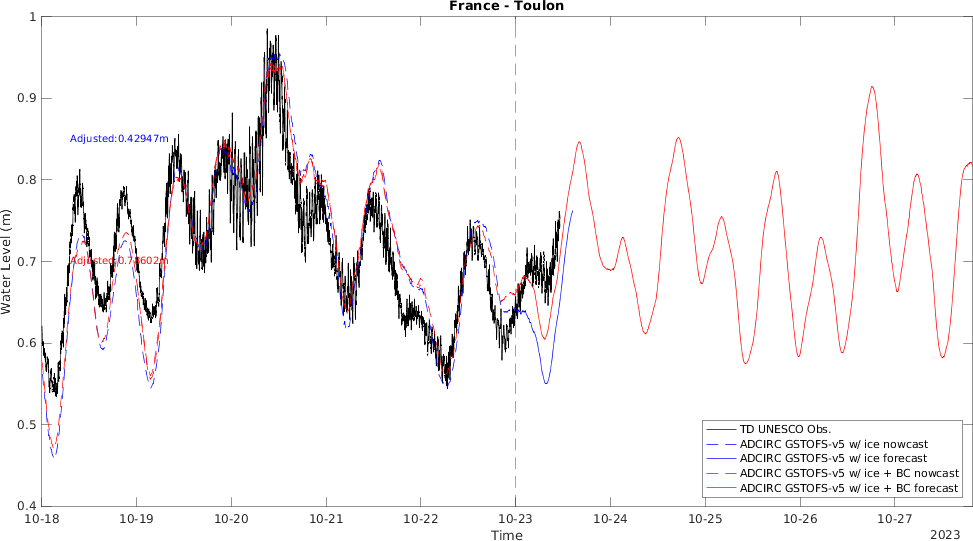 France - Toulon
Water Level (m)
1
0.9
0.8
0.7
0.6
0.5
0.4
Adjusted:0.42947m
10-18
10-19
10-20
10-21
10-22
10-23
10-24
10-25
10-26
10-27
Time
2023
TD UNESCO Obs.
ADCIRC GSTOFS-v5 w/ ice nowcast
ADCIRC GSTOFS-v5 w/ ice forecast
ADCIRC GSTOFS-v5 w/ ice + BC nowcast
ADCIRC GSTOFS-v5 w/ ice + BC forecast